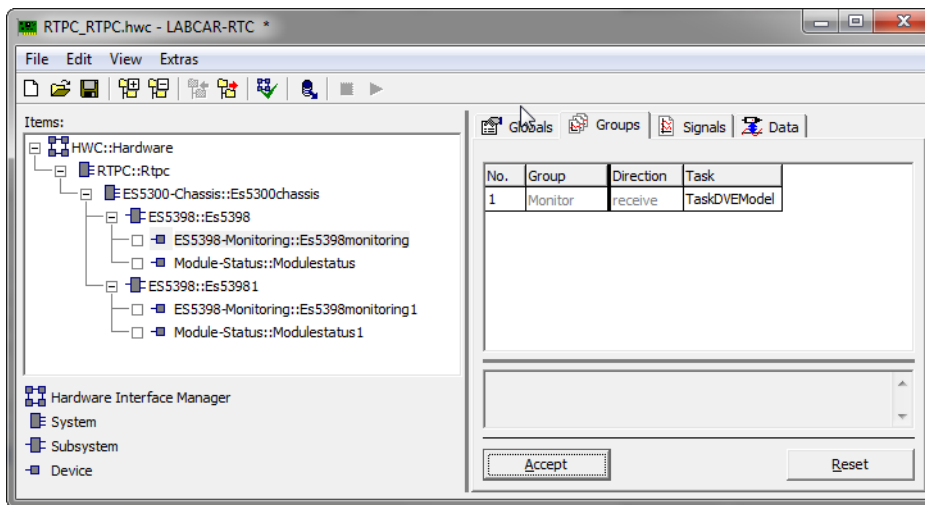 RTPC_RTPC.hwc - LABCAR-RTC *
File Edit View Extras
Items:
HWC::Hardware
RTPC::Rtpc
ES5300-Chassis::Es5300chassis
ES5398::Es5398
ES5398-Monitoring::Es5398monitoring
Module-Status::Modulestatus
ES5398::Es53981
ES5398-Monitoring::Es5398monitoring1
Module-Status::Modulestatus1
Hardware Interface Manager
System
Subsystem
Device
Globals Groups Signals Data
No. Group Direction Task
1 Monitor receive TaskDVEModel
Accept Reset